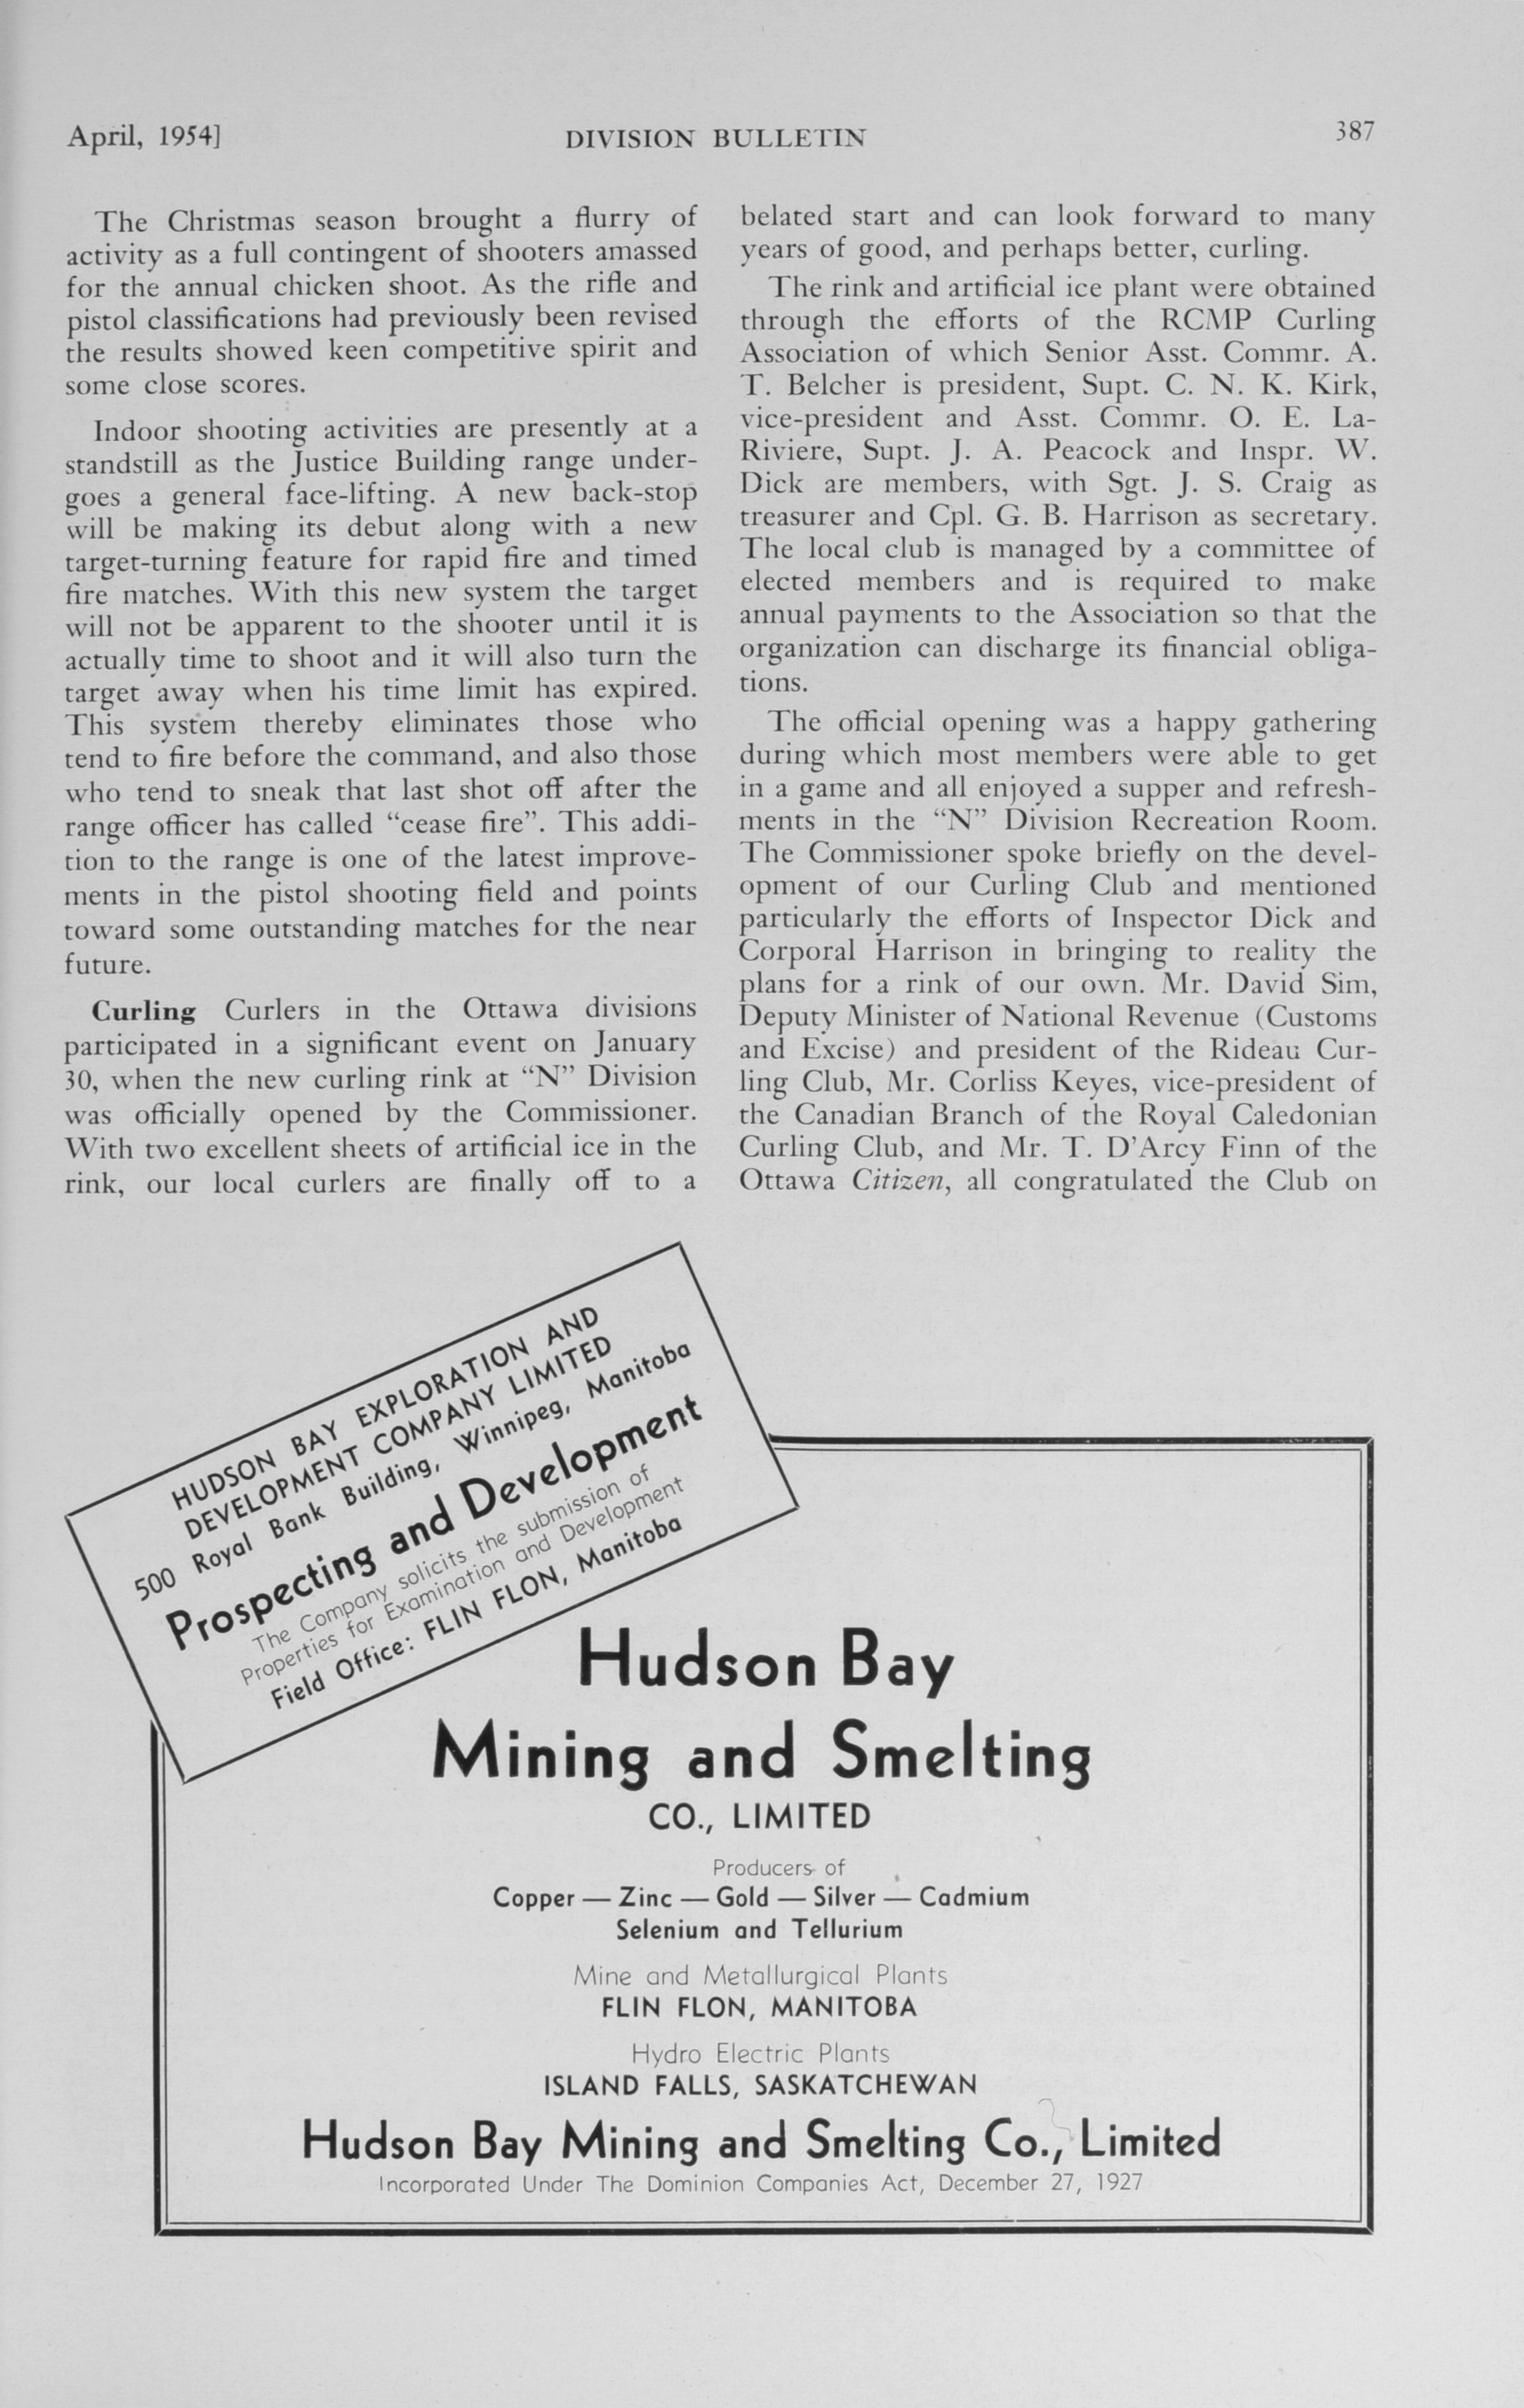 April, 1954]
DIVISION BULLETIN
387
The Christmas season brought a flurry of
activity as a full contingent of shooters amassed
for the annual chicken shoot. As the rifle and
pistol classifications had previously been revised
the results showed keen competitive spirit and
some close scores.
Indoor shooting activities are presently at a
standstill as the Justice Building range under-
goes a general face-lifting. A new back-stop
will be making its debut along with a new
target-turning feature for rapid fire and timed
fire matches. With this new system the target
will not be apparent to the shooter until it is
actually time to shoot and it will also turn the
target away when his time limit has expired.
This system thereby eliminates those who
tend to fire before the command, and also those
who tend to sneak that last shot off after the
range officer has called “cease fire”. This addi-
tion to the range is one of the latest improve-
ments in the pistol shooting field and points
toward some outstanding matches for the near
future.
Curling Curlers in the Ottawa divisions
participated in a significant event on January
30, when the new curling rink at “N” Division
was officially opened by the Commissioner.
With two excellent sheets of artificial ice in the
rink, our local curlers are finally off to a
belated start and can look forward to many
years of good, and perhaps better, curling.
The rink and artificial ice plant were obtained
through the efforts of the RCMP Curling
Association of which Senior Asst. Commr. A.
T. Belcher is president, Supt. C. N. K. Kirk,
vice-president and Asst. Commr. O. E. La-
Riviere, Supt. J. A. Peacock and Inspr. W.
Dick are members, with Sgt. J. S. Craig as
treasurer and Cpl. G. B. Harrison as secretary.
The local club is managed by a committee of
elected members and is required to make
annual payments to the Association so that the
organization can discharge its financial obliga-
tions.
The official opening was a happy gathering
during which most members were able to get
in a game and all enjoyed a supper and refresh-
ments in the “N” Division Recreation Room.
The Commissioner spoke briefly on the devel-
opment of our Curling Club and mentioned
particularly the efforts of Inspector Dick and
Corporal Harrison in bringing to reality the
plans for a rink of our own. Mr. David Sim,
Deputy Minister of National Revenue (Customs
and Excise) and president of the Rideau Cur-
ling Club, Mr. Corliss Keyes, vice-president of
the Canadian Branch of the Royal Caledonian
Curling Club, and Mr. T. D'Arcy Finn of the
Ottawa Citizen, all congratulated the Club on
HUDSON BAY EXPLORATION AND
DEVELOPMENT COMPANY LIMITED
500 Royal Bank Building, Winnipeg, Manitoba
Prospecting and Development
The Company solicits the submission of
Properties for Examination and Development
Field Office: FLIN FLON, Manitoba
Hudson Bay
Mining and Smelting
CO., LIMITED
Producers of
Copper — Zinc — Gold — Silver — Cadmium
Selenium and Tellurium
Mine and Metallurgical Plants
FLIN FLON, MANITOBA
Hydro Electric Plants
ISLAND FALLS, SASKATCHEWAN
Hudson Bay Mining and Smelting Co., Limited
Incorporated Under The Dominion Companies Act, December 27, 1927